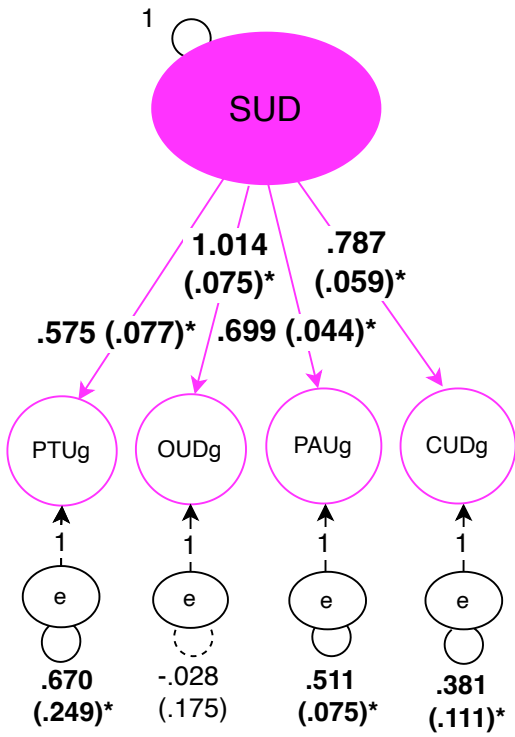 1
SUD
1.014
(.075)*
.787
(.059)*
.575 (.077)*
.699 (.044)*
PTUg
OUDg
PAUg
CUDg
1
1
1
1
e
e
e
e
.670
(.249)*
-.028
(.175)
.511
(.075)*
.381
(.111)*